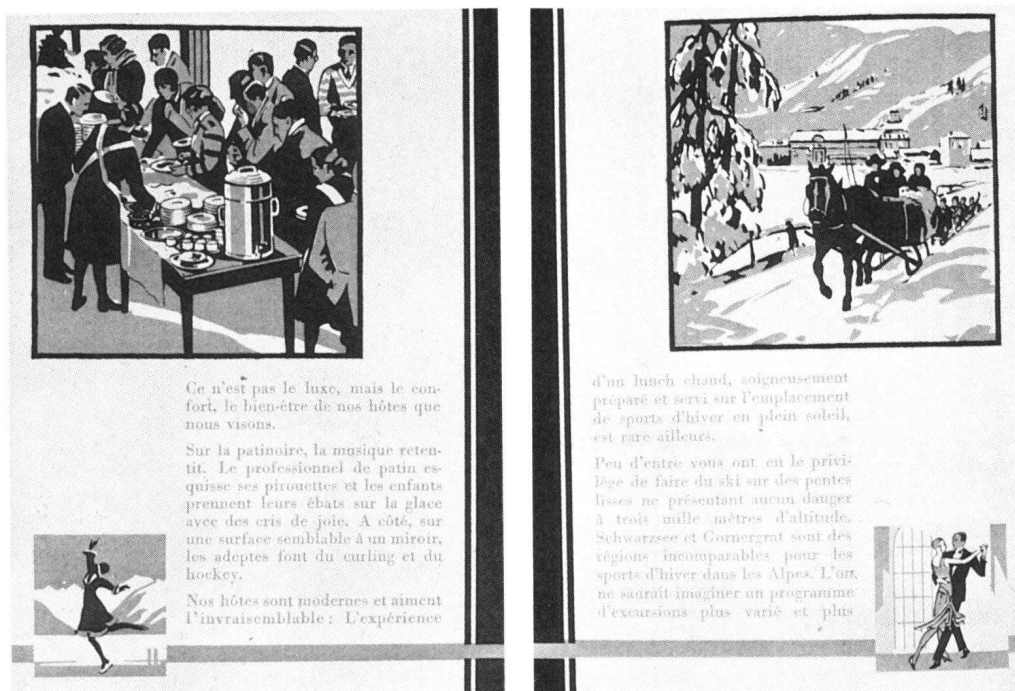 Ce n'est pas le luxe, mais le con-
fort, le bien-être de nos hôtes que
nous visons.
Sur la patinoire, la musique reten-
tit. Le professionnel de patin es-
quisse ses pirouettes et les enfants
prennent leurs ébats sur la glace
avec des cris de joie. A côté, sur
une surface semblable à un miroir,
les adeptes font du curling et du
hockey.
Nos hôtes sont modernes et aiment
l'invraisemblable : L'expérience
d'un lunch chaud, soigneusement
préparé et servi sur l'emplacement
de sports d'hiver en plein soleil,
est rare ailleurs.
Peu d'entre vous ont eu le privi-
lège de faire du ski sur des pentes
lisses ne présentant aucun danger
à trois mille mètres d'altitude.
Schwarzsee et Gornergrat sont des
régions incomparables pour les
sports d'hiver dans les Alpes. L'on
ne saurait imaginer un programme
d'excursions plus varié et plus